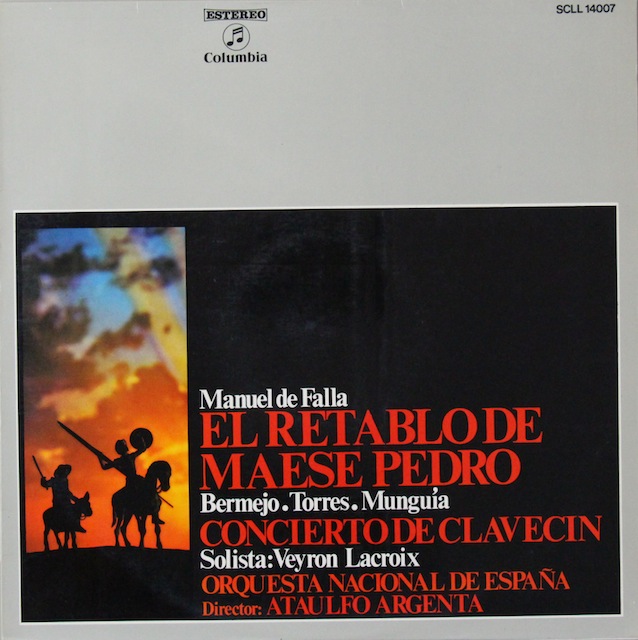 ESTEREO
Columbia
SCLL 14007
Manuel de Falla
EL RETABLO DE
MAESE PEDRO
Bermejo. Torres. Munguía
CONCIERTO DE CLAVECIN
Solista: Veyron Lacroix
ORQUESTA NACIONAL DE ESPAÑA
Director: ATAULFO ARGENTA